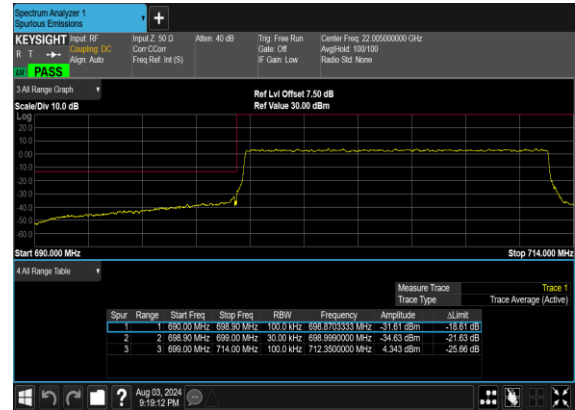 Spectrum Analyzer 1
Spurious Emissions
KEYSIGHT Input: RF Input Z: 50 Ω Atten: 40 dB Trig: Free Run Center Freq: 22.005000000 GHz
R T Coupling: DC Corr CCorr Gate: Off Avg|Hold: 100/100
Align: Auto Freq Ref: Int (S) IF Gain: Low Radio Std: None
LXI PASS
3 All Range Graph Ref Lvl Offset 7.50 dB
Scale/Div 10.0 dB Ref Value 30.00 dBm
Log
20.0
10.0
0.00
-10.0
-20.0
-30.0
-40.0
-50.0
-60.0
Start 690.000 MHz Stop 714.000 MHz
4 All Range Table
Measure Trace Trace 1
Trace Type Trace Average (Active)
Spur Range Start Freq Stop Freq RBW Frequency Amplitude ΔLimit
1 1 690.00 MHz 698.90 MHz 100.0 kHz 698.8703333 MHz -31.61 dBm -18.61 dB
2 2 698.90 MHz 699.00 MHz 30.00 kHz 698.9990000 MHz -34.63 dBm -21.63 dB
3 3 699.00 MHz 714.00 MHz 100.0 kHz 712.3500000 MHz 4.343 dBm -25.66 dB
? Aug 03, 2024
9:19:12 PM